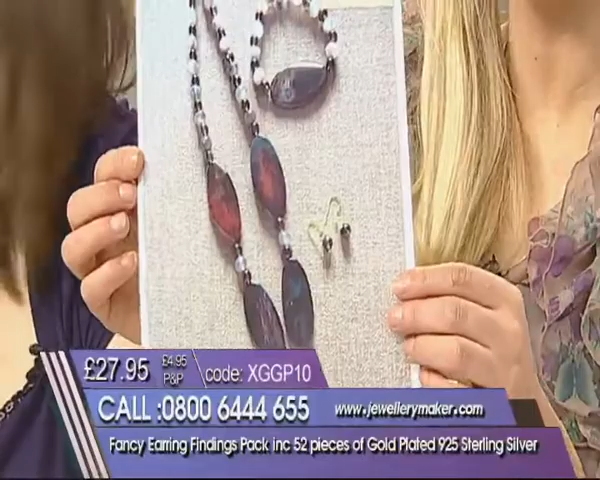 £27.95 £4.95 P&P code: XGGP10
CALL :0800 6444 655 www.jewellerymaker.com
Fancy Earring Findings Pack inc 52 pieces of Gold Plated 925 Sterling Silver